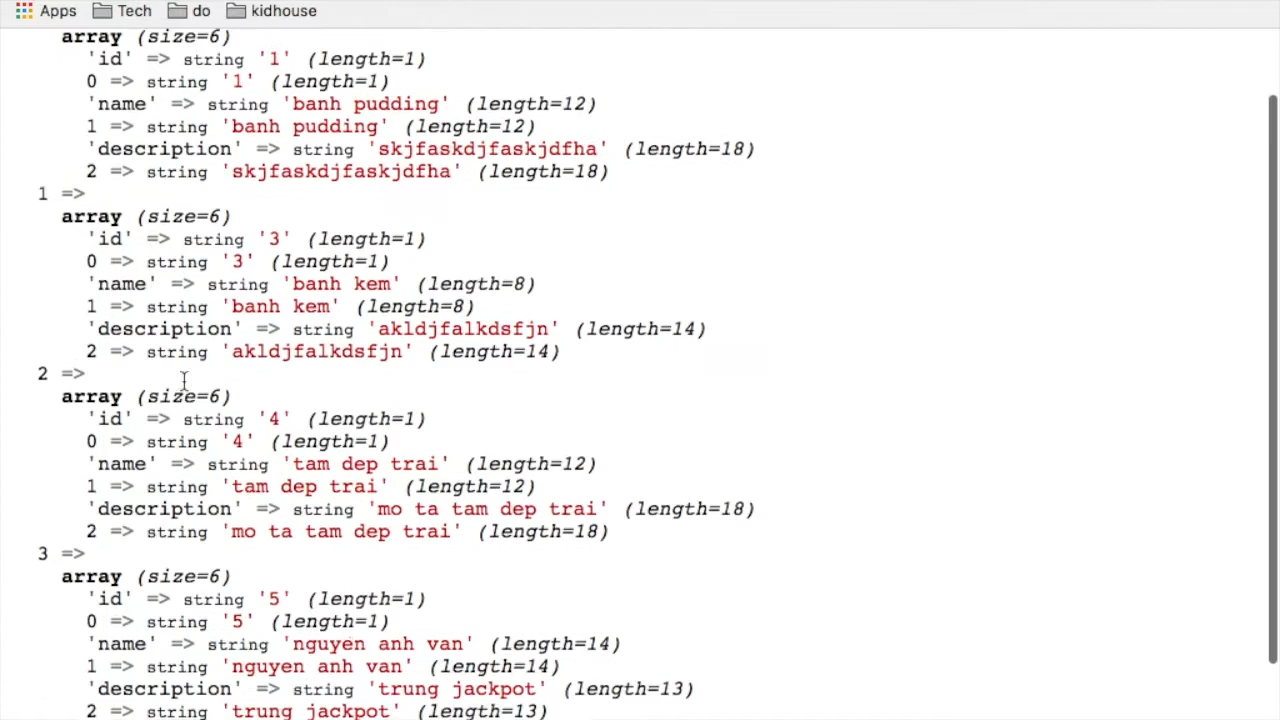 Apps Tech do kidhouse
array (size=6)
'id' => string '1' (length=1)
0 => string '1' (length=1)
'name' => string 'banh pudding' (length=12)
1 => string 'banh pudding' (length=12)
'description' => string 'skjfaskdjfaskjdfha' (length=18)
2 => string 'skjfaskdjfaskjdfha' (length=18)
1 =>
array (size=6)
'id' => string '3' (length=1)
0 => string '3' (length=1)
'name' => string 'banh kem' (length=8)
1 => string 'banh kem' (length=8)
'description' => string 'akldjfalkdsfjn' (length=14)
2 => string 'akldjfalkdsfjn' (length=14)
2 =>
array (size=6)
'id' => string '4' (length=1)
0 => string '4' (length=1)
'name' => string 'tam dep trai' (length=12)
1 => string 'tam dep trai' (length=12)
'description' => string 'mo ta tam dep trai' (length=18)
2 => string 'mo ta tam dep trai' (length=18)
3 =>
array (size=6)
'id' => string '5' (length=1)
0 => string '5' (length=1)
'name' => string 'nguyen anh van' (length=14)
1 => string 'nguyen anh van' (length=14)
'description' => string 'trung jackpot' (length=13)
2 => string 'trung jackpot' (length=13)